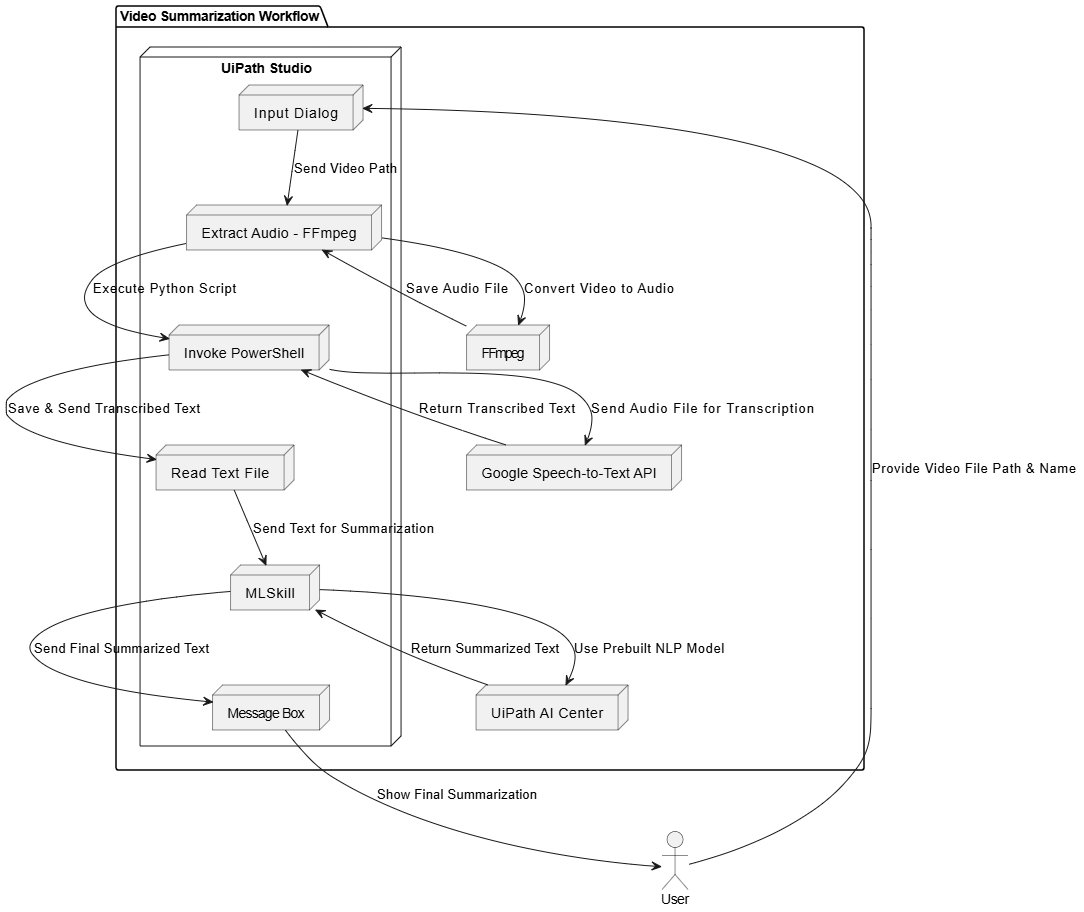 Video Summarization Workflow
UiPath Studio
Input Dialog
Send Video Path
Extract Audio - FFmpeg
Execute Python Script
Save Audio File
Convert Video to Audio
Invoke PowerShell
FFmpeg
Save & Send Transcribed Text
Return Transcribed Text
Send Audio File for Transcription
Read Text File
Google Speech-to-Text API
Provide Video File Path & Name
Send Text for Summarization
MLSkill
Send Final Summarized Text
Return Summarized Text
Use Prebuilt NLP Model
Message Box
UiPath AI Center
Show Final Summarization
User